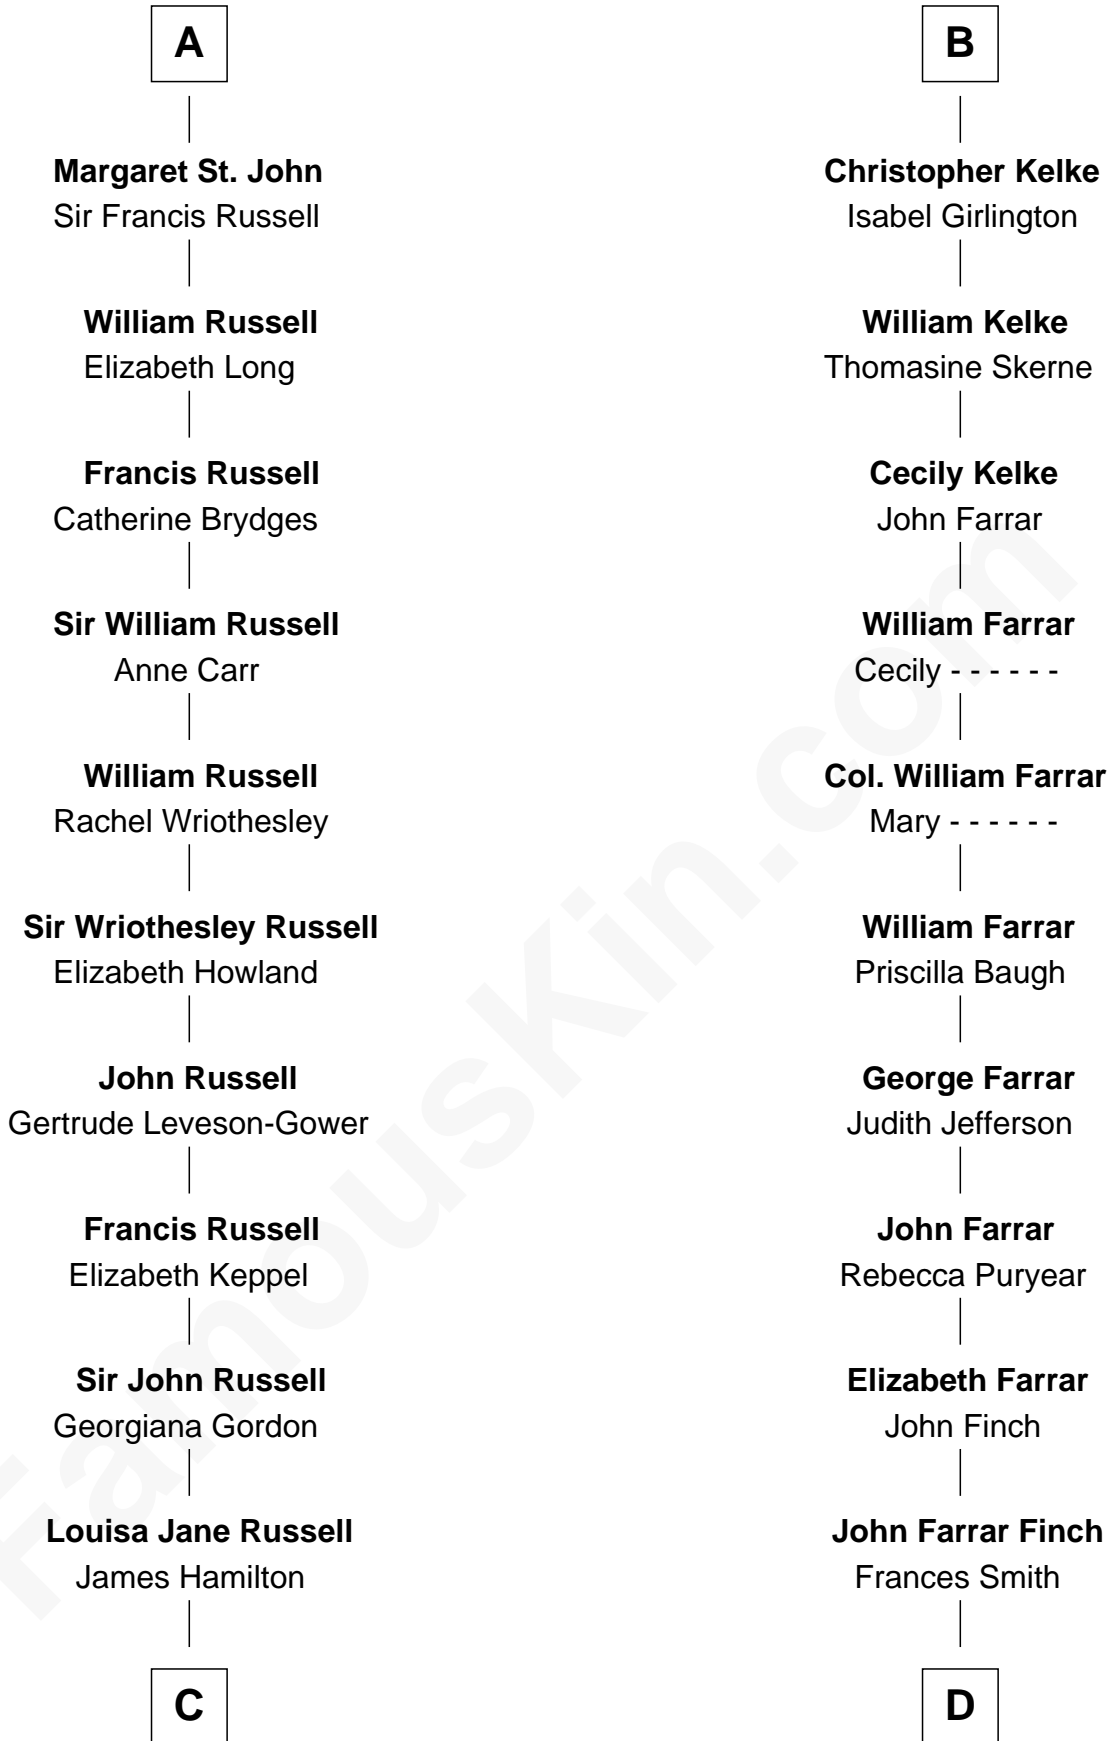 A
Margaret St. John
Sir Francis Russell
William Russell
Elizabeth Long
Francis Russell
Catherine Brydges
Sir William Russell
Anne Carr
William Russell
Rachel Wriothesley
Sir Wriothesley Russell
Elizabeth Howland
John Russell
Gertrude Leveson-Gower
Francis Russell
Elizabeth Keppel
Sir John Russell
Georgiana Gordon
Louisa Jane Russell
James Hamilton
C
B
Christopher Kelke
Isabel Girlington
William Kelke
Thomasine Skerne
Cecily Kelke
John Farrar
William Farrar
Cecily - - - - - -
Col. William Farrar
Mary - - - - - -
William Farrar
Priscilla Baugh
George Farrar
Judith Jefferson
John Farrar
Rebecca Puryear
Elizabeth Farrar
John Finch
John Farrar Finch
Frances Smith
D
FamousKin.com